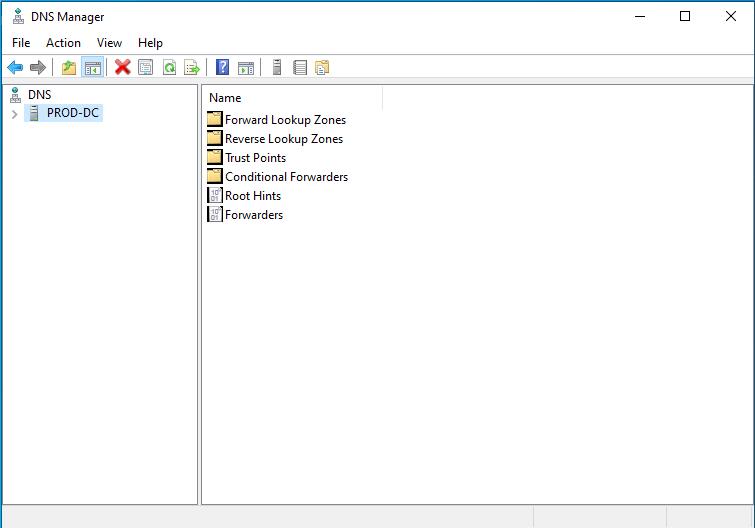 DNS Manager
File Action View Help
DNS
PROD-DC
Name
Forward Lookup Zones
Reverse Lookup Zones
Trust Points
Conditional Forwarders
Root Hints
Forwarders